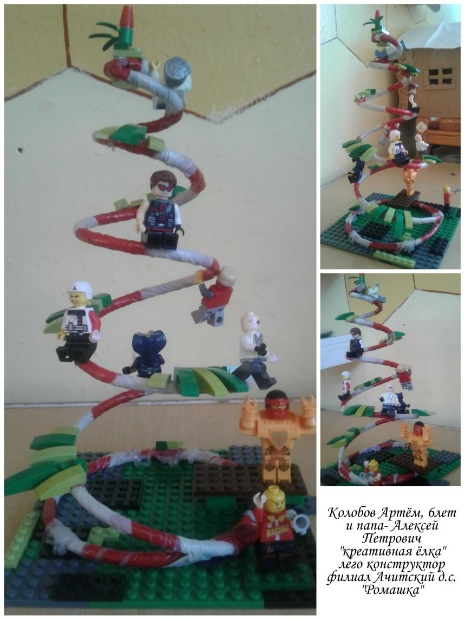 Колобов Артём, 6лет
и папа- Алексей
Петрович
"креативная ёлка"
лего конструктор
филиал Ачитский д.с.
"Ромашка"